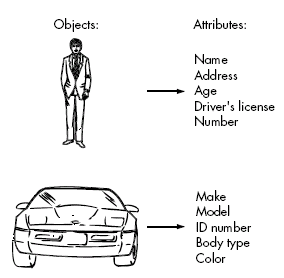 Objects: Attributes:
Name
Address
Age
Driver's license
Number
Make
Model
ID number
Body type
Color